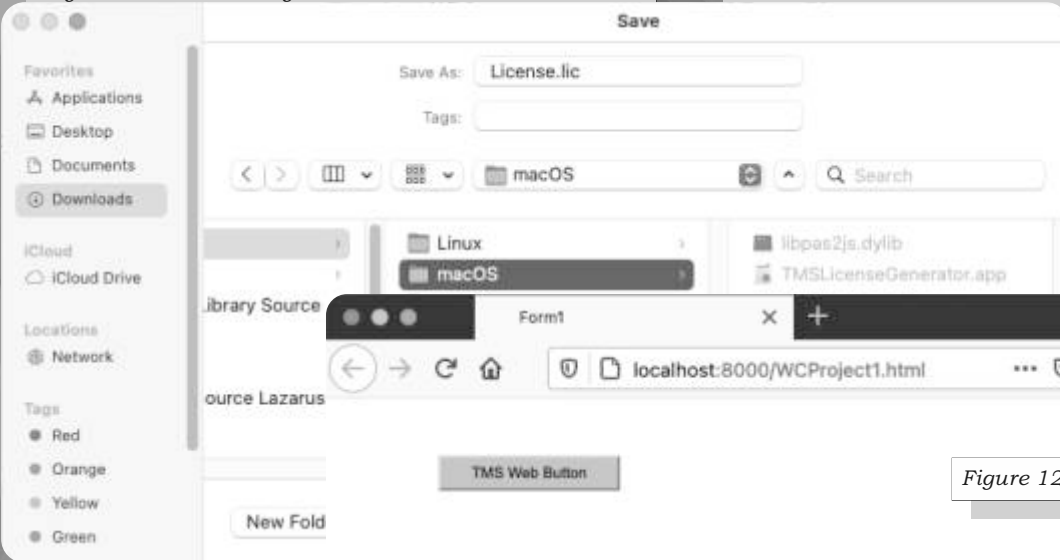 Save
Favorites
Applications
Desktop
Documents
Downloads
iCloud
iCloud Drive
Locations
Network
Tags
Red
Orange
Yellow
Green
Save As: License.lic
Tags:
macOS
Search
Linux
macOS
libpas2js.dylib
TMSLicenseGenerator.app
Library Source
ource Lazarus
New Fold
Form1
localhost:8000/WCProject1.html
TMS Web Button
Figure 12